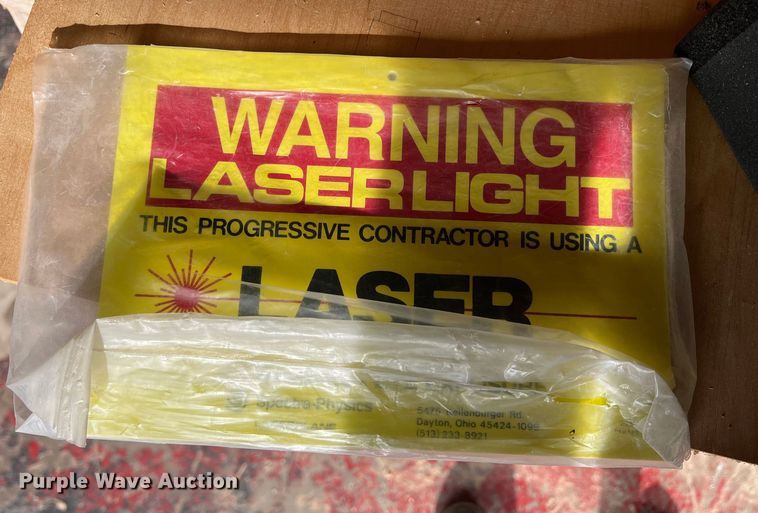 WARNING
LASERLIGHT
THIS PROGRESSIVE CONTRACTOR IS USING A
LASER
Spectra-Physics
5475 Kellenburger Rd.
Dayton, Ohio 45424-1099
(513) 233-8921
Purple Wave Auction